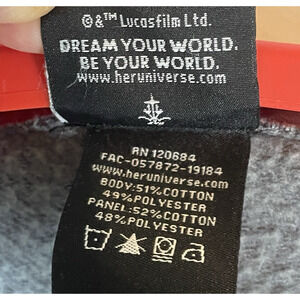 ©&™ Lucasfilm Ltd.
DREAM YOUR WORLD.
BE YOUR WORLD.
www.heruniverse.com
RN 120684
FAC-057872-19184
www.heruniverse.com
BODY:51%COTTON
49%POLYESTER
PANEL:52%COTTON
48%POLYESTER